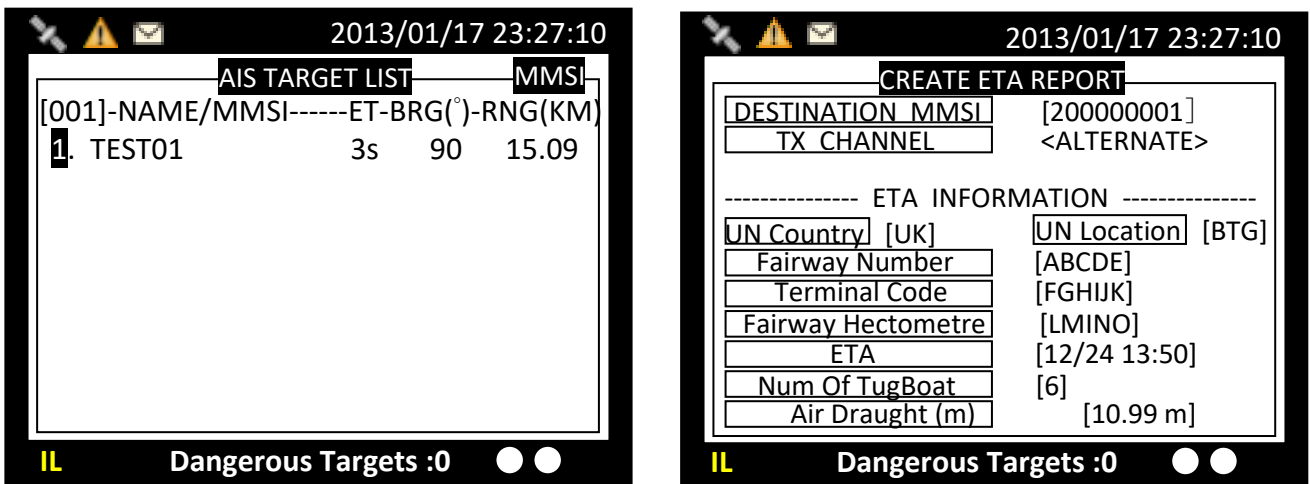 2013/01/17 23:27:10
AIS TARGET LIST MMSI
[001]-NAME/MMSI------ET-BRG(°)-RNG(KM)
1. TEST01 3s 90 15.09
IL Dangerous Targets :0
2013/01/17 23:27:10
CREATE ETA REPORT
DESTINATION MMSI [200000001]
TX CHANNEL <ALTERNATE>
--------------- ETA INFORMATION ---------------
UN Country [UK] UN Location [BTG]
Fairway Number [ABCDE]
Terminal Code [FGHIJK]
Fairway Hectometre [LMINO]
ETA [12/24 13:50]
Num Of TugBoat [6]
Air Draught (m) [10.99 m]
IL Dangerous Targets :0